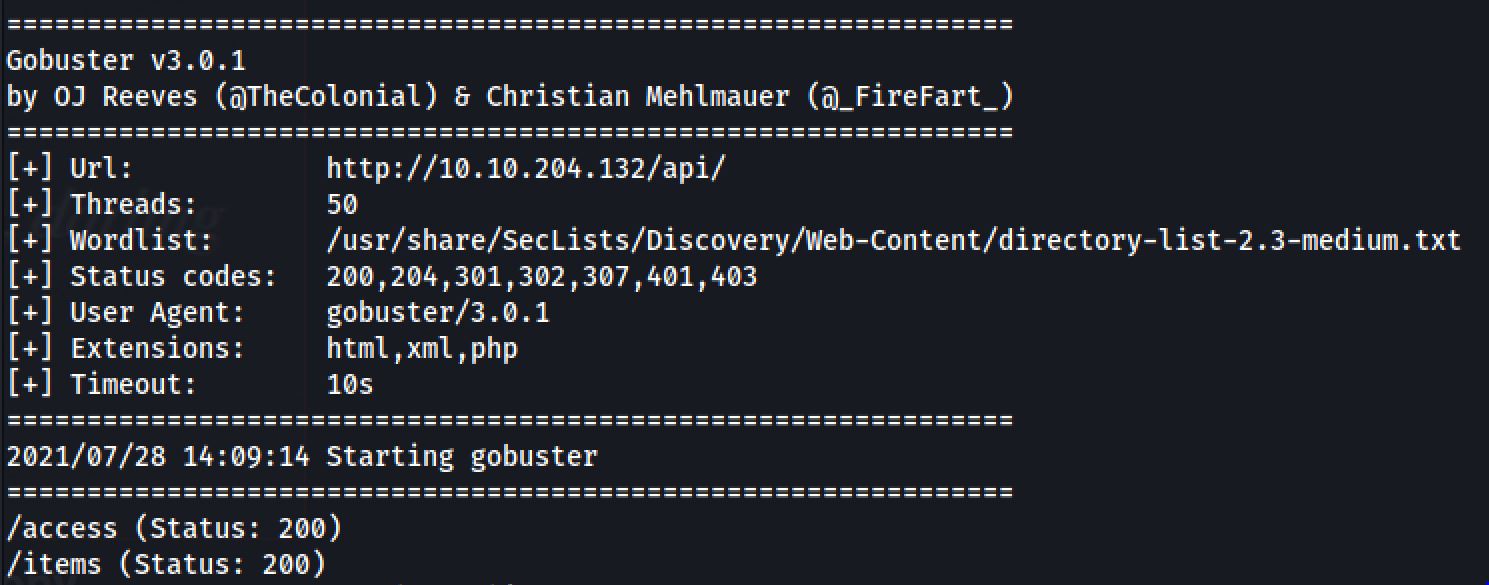 ===============================================================
Gobuster v3.0.1
by OJ Reeves (@TheColonial) & Christian Mehlmauer (@_FireFart_)
===============================================================
[+] Url:            http://10.10.204.132/api/
[+] Threads:        50
[+] Wordlist:       /usr/share/SecLists/Discovery/Web-Content/directory-list-2.3-medium.txt
[+] Status codes:   200,204,301,302,307,401,403
[+] User Agent:     gobuster/3.0.1
[+] Extensions:     html,xml,php
[+] Timeout:        10s
===============================================================
2021/07/28 14:09:14 Starting gobuster
===============================================================
/access (Status: 200)
/items (Status: 200)